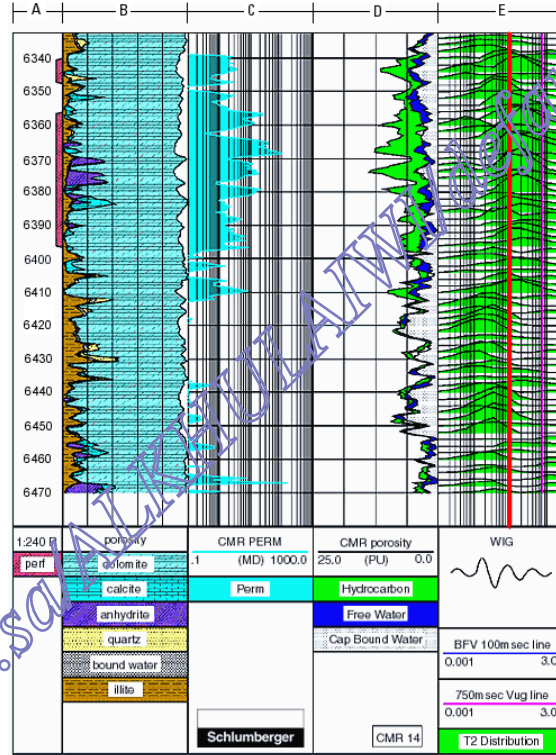 A B C D E
6340
6350
6360
6370
6380
6390
6400
6410
6420
6430
6440
6450
6460
6470
1:240 F porosity CMR PERM CMR porosity WIG
.1 (MD) 1000.0 25.0 (PU) 0.0
perf dolomite
calcite Perm Hydrocarbon
anhydrite Free Water
quartz Cap Bound Water
bound water
illite
BFV 100msec line
0.001 3.0
750msec Vug line
0.001 3.0
Schlumberger CMR 14 T2 Distribution